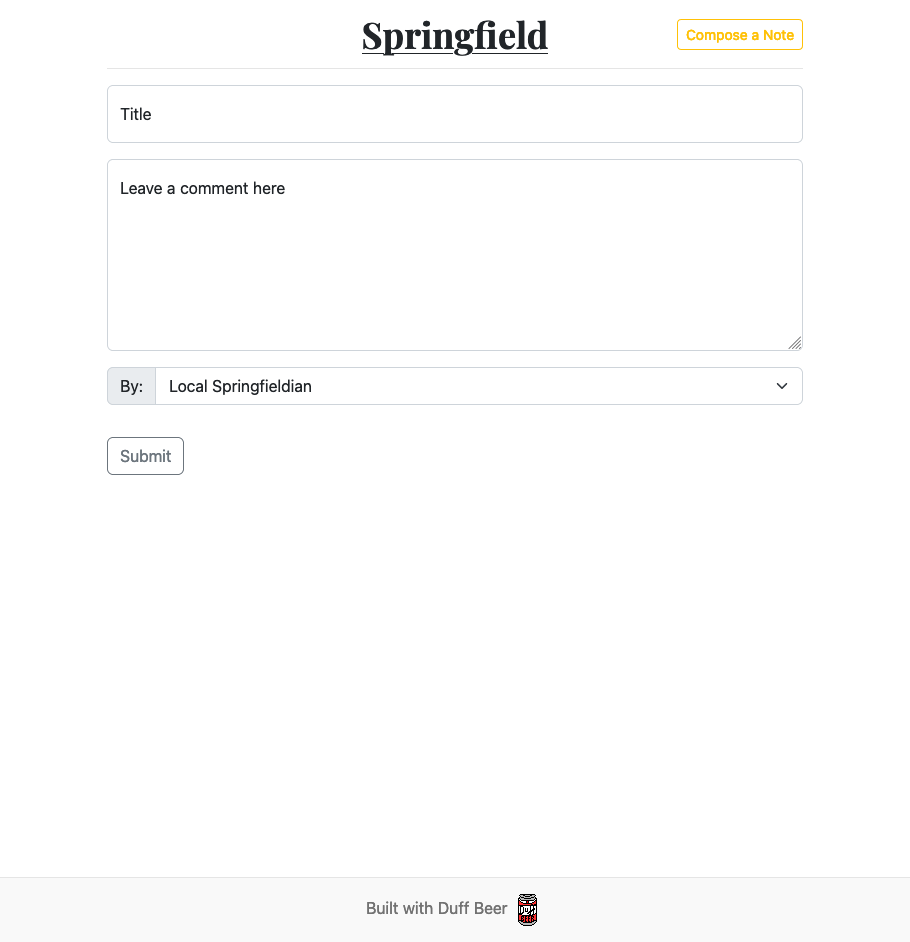 Springfield
Compose a Note
Title
Leave a comment here
By: Local Springfieldian
Submit
Built with Duff Beer